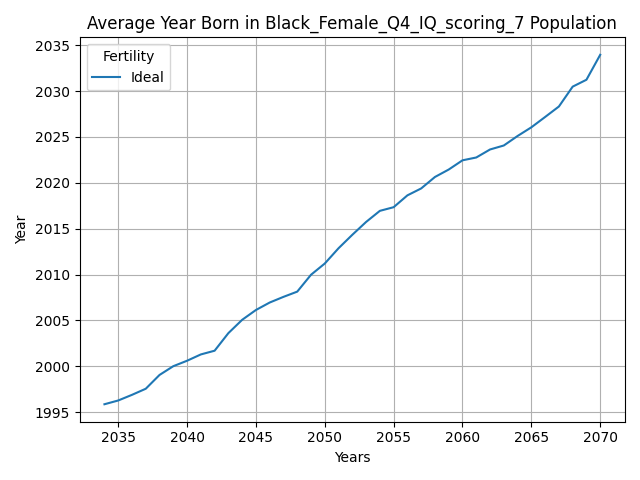 Average Year Born in Black_Female_Q4_IQ_scoring_7 Population
Fertility
Ideal
Year
2035
2030
2025
2020
2015
2010
2005
2000
1995
2035 2040 2045 2050 2055 2060 2065 2070
Years